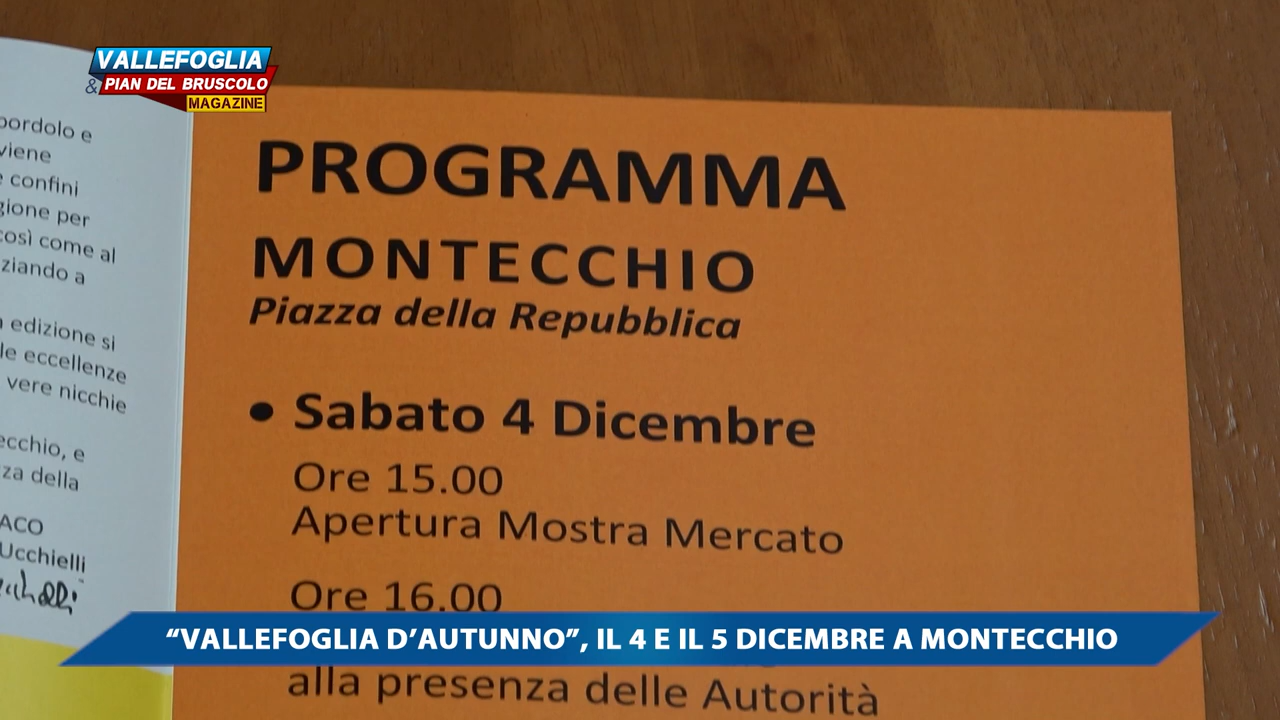 VALLEFOGLIA
& PIAN DEL BRUSCOLO
MAGAZINE
bordolo e
viene
e confini
gione per
così come al
ziando a
edizione si
le eccellenze
vere nicchie
ecchio, e
za della
ACO
Ucchielli
PROGRAMMA
MONTECCHIO
Piazza della Repubblica
• Sabato 4 Dicembre
Ore 15.00
Apertura Mostra Mercato
Ore 16.00
alla presenza delle Autorità
“VALLEFOGLIA D’AUTUNNO”, IL 4 E IL 5 DICEMBRE A MONTECCHIO